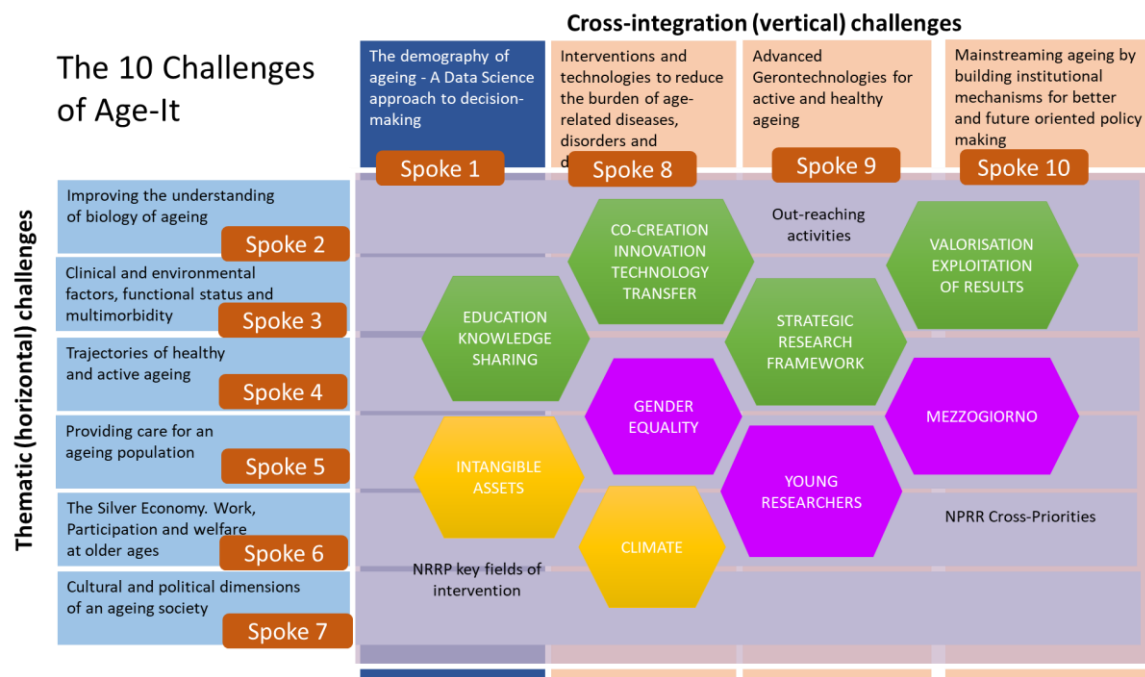 Cross-integration (vertical) challenges
The 10 Challenges
of Age-It
The demography of
ageing - A Data Science
approach to decision-
making
Spoke 1
Interventions and
technologies to reduce
the burden of age-
related diseases,
disorders and
Spoke 8
Advanced
Gerontechnologies for
active and healthy
ageing
Spoke 9
Mainstreaming ageing by
building institutional
mechanisms for better
and future oriented policy
making
Spoke 10
Thematic (horizontal) challenges
Improving the understanding
of biology of ageing
Spoke 2
Clinical and environmental
factors, functional status and
multimorbidity
Spoke 3
Trajectories of healthy
and active ageing
Spoke 4
Providing care for an
ageing population
Spoke 5
The Silver Economy. Work,
Participation and welfare
at older ages
Spoke 6
Cultural and political dimensions
of an ageing society
Spoke 7
CO-CREATION
INNOVATION
TECHNOLOGY
TRANSFER
Out-reaching
activities
VALORISATION
EXPLOITATION
OF RESULTS
EDUCATION
KNOWLEDGE
SHARING
STRATEGIC
RESEARCH
FRAMEWORK
GENDER
EQUALITY
MEZZOGIORNO
INTANGIBLE
ASSETS
YOUNG
RESEARCHERS
CLIMATE
NPRR Cross-Priorities
NRRP key fields of
intervention